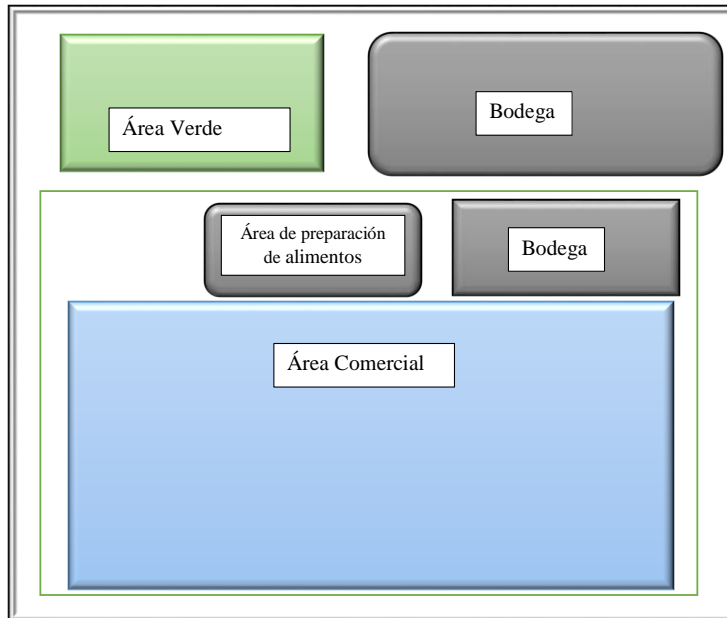 Área Verde
Bodega
Área de preparación
de alimentos
Bodega
Área Comercial